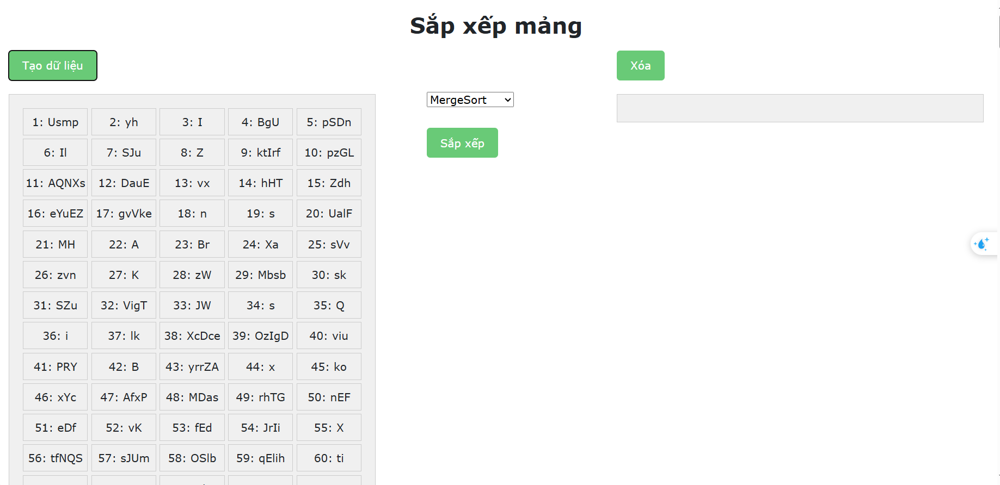 Sắp xếp mảng
Tạo dữ liệu
Xóa
MergeSort
Sắp xếp
1: Usmp 2: yh 3: I 4: BgU 5: pSDn
6: Il 7: SJu 8: Z 9: ktIrf 10: pzGL
11: AQNXs 12: DauE 13: vx 14: hHT 15: Zdh
16: eYuEZ 17: gvVke 18: n 19: s 20: UalF
21: MH 22: A 23: Br 24: Xa 25: sVv
26: zvn 27: K 28: zW 29: Mbsb 30: sk
31: SZu 32: VigT 33: JW 34: s 35: Q
36: i 37: lk 38: XcDce 39: OzIgD 40: viu
41: PRY 42: B 43: yrrZA 44: x 45: ko
46: xYc 47: AfxP 48: MDas 49: rhTG 50: nEF
51: eDf 52: vK 53: fEd 54: JrIi 55: X
56: tfNQS 57: sJUm 58: OSlb 59: qElih 60: ti